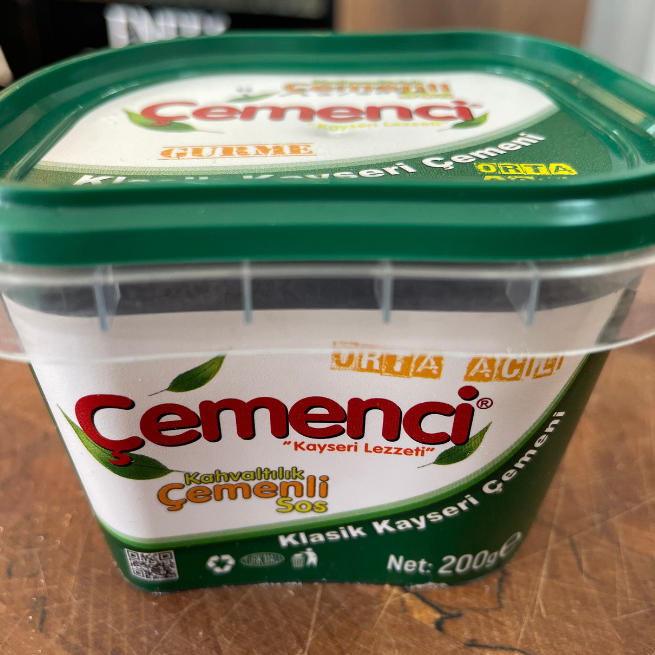 Çemenli
Çemenci®
Kayseri Lezzeti
GURME
Klasik Kayseri Çemeni
ORTA
ORTA ACILI
Çemenci®
"Kayseri Lezzeti"
Kahvaltılık
Çemenli
Sos
Klasik Kayseri Çemeni
Net: 200g e